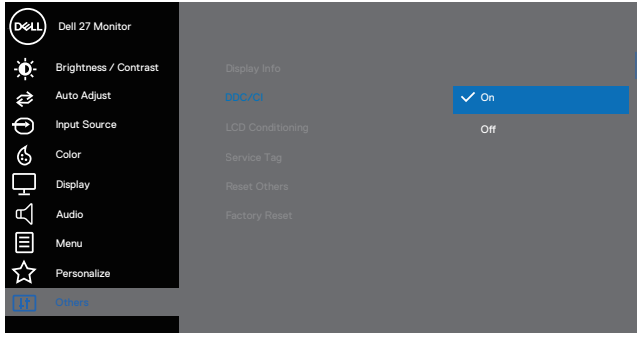 DELL
Dell 27 Monitor
Brightness / Contrast
Auto Adjust
Input Source
Color
Display
Audio
Menu
Personalize
Others
Display Info
DDC/CI
LCD Conditioning
Service Tag
Reset Others
Factory Reset
On
Off